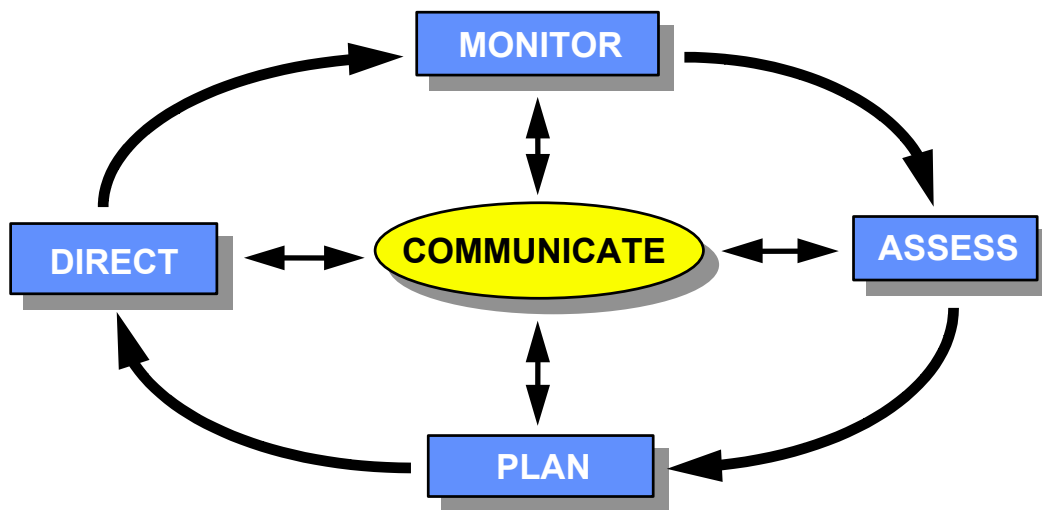 MONITOR
DIRECT
COMMUNICATE
ASSESS
PLAN